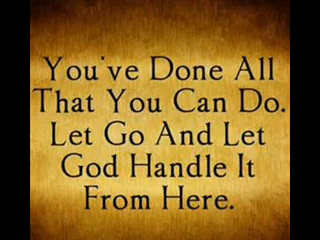 You've Done All
That You Can Do.
Let Go And Let
God Handle It
From Here.